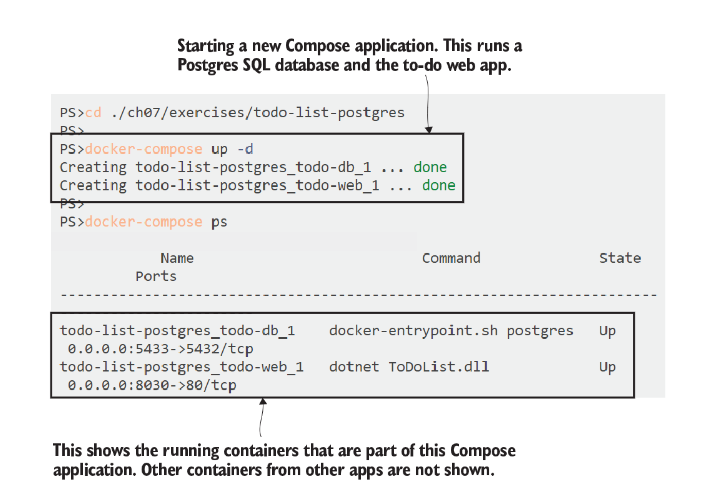 Starting a new Compose application. This runs a
Postgres SQL database and the to-do web app.
PS>cd ./ch07/exercises/todo-list-postgres
PS>
PS>docker-compose up -d
Creating todo-list-postgres_todo-db_1 ... done
Creating todo-list-postgres_todo-web_1 ... done
PS>
PS>docker-compose ps
Name Command State
Ports
-------------------------------------------------------------------
todo-list-postgres_todo-db_1 docker-entrypoint.sh postgres Up
0.0.0.0:5433->5432/tcp
todo-list-postgres_todo-web_1 dotnet ToDoList.dll Up
0.0.0.0:8030->80/tcp
This shows the running containers that are part of this Compose
application. Other containers from other apps are not shown.